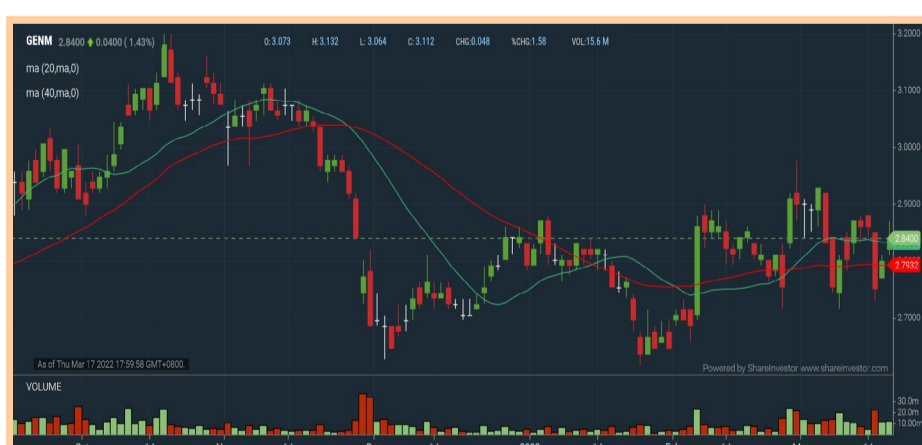 GENM 2.8400 0.0400 ( 1.43%) O: 3.073 H: 3.132 L: 3.064 C: 3.112 CHG:0.048 %CHG:1.58 VOL:15.6 M
ma (20,ma,0)
ma (40,ma,0)
3.2000
3.1000
3.0000
2.9000
2.8400
2.7932
2.7000
As of Thu Mar 17 2022 17:59:58 GMT+0800.
Powered by ShareInvestor www.shareinvestor.com
VOLUME
30.0m
20.0m
10.0m